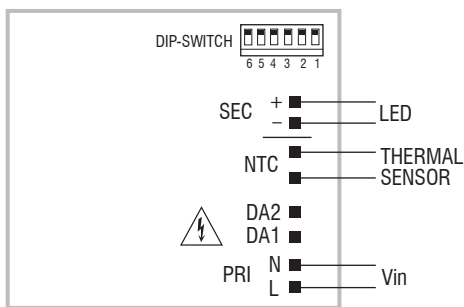 DIP-SWITCH
6 5 4 3 2 1
SEC + −
LED
NTC
THERMAL
SENSOR
DA2
DA1
PRI N L
Vin